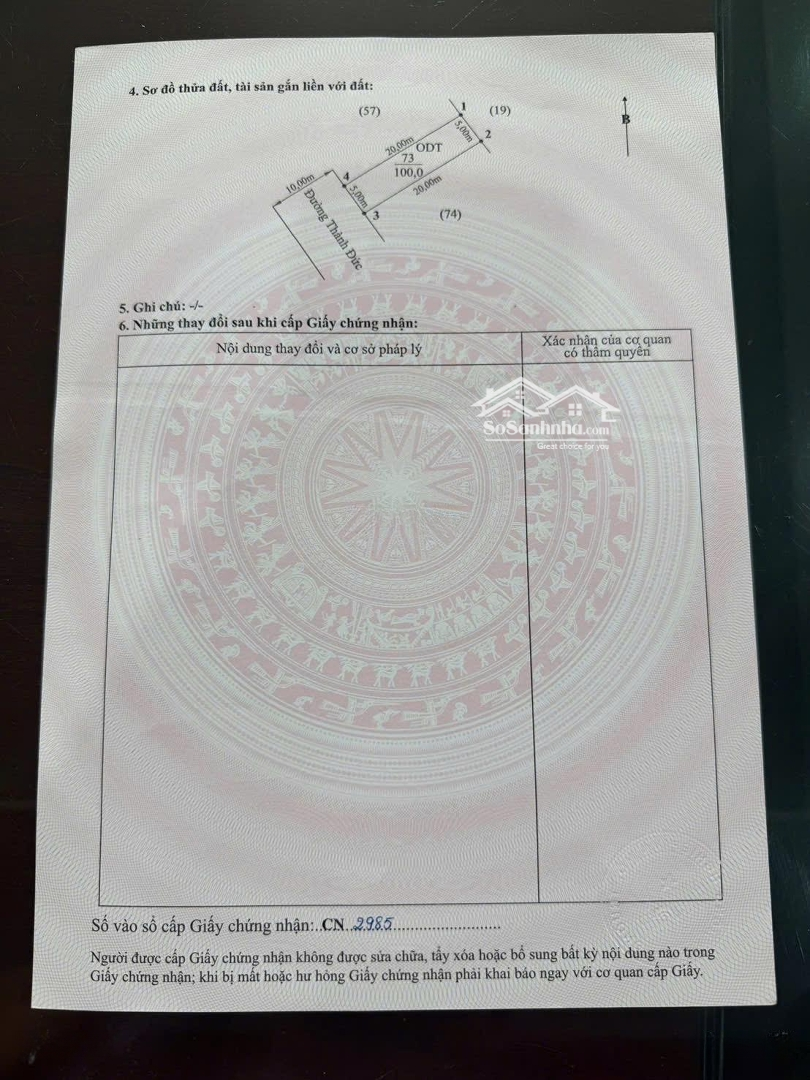 4. Sơ đồ thửa đất, tài sản gắn liền với đất:
(57)
1
(19)
B
5,00m
2
20,00m
ODT
73
100,0
10,00m
4
5,00m
20,00m
3
(74)
Đường Thành Đức
5. Ghi chú: -/-
6. Những thay đổi sau khi cấp Giấy chứng nhận:
Nội dung thay đổi và cơ sở pháp lý
Xác nhận của cơ quan
có thẩm quyền
SoSanhnha.com
Great choice for you
Số vào sổ cấp Giấy chứng nhận:..CN..2985..........................
Người được cấp Giấy chứng nhận không được sửa chữa, tẩy xóa hoặc bổ sung bất kỳ nội dung nào trong
Giấy chứng nhận; khi bị mất hoặc hư hỏng Giấy chứng nhận phải khai báo ngay với cơ quan cấp Giấy.